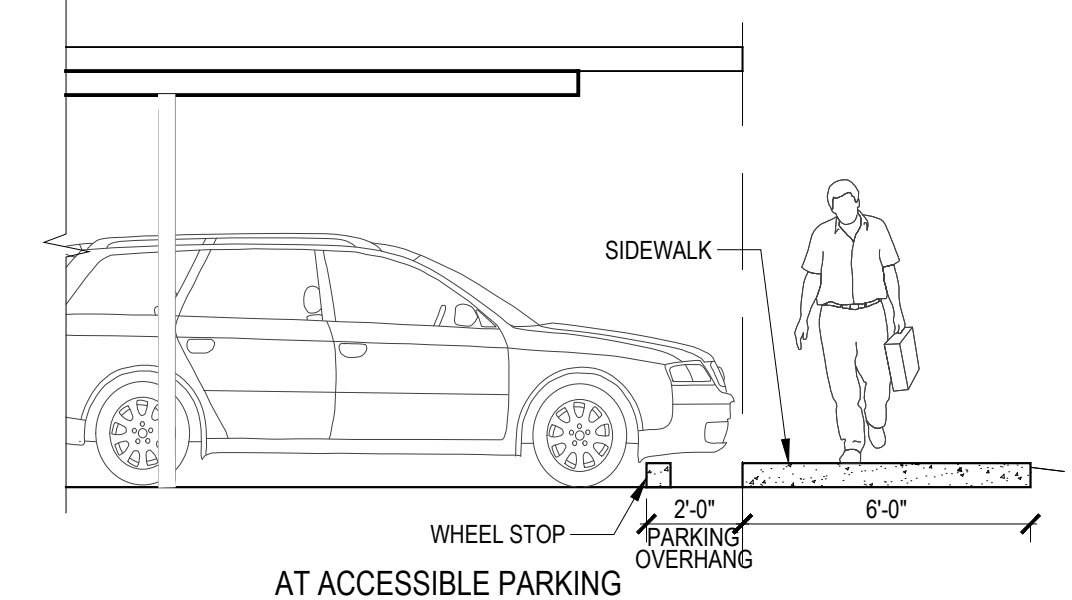 SIDEWALK
2'-0" 6'-0"
WHEEL STOP
PARKING
OVERHANG
AT ACCESSIBLE PARKING